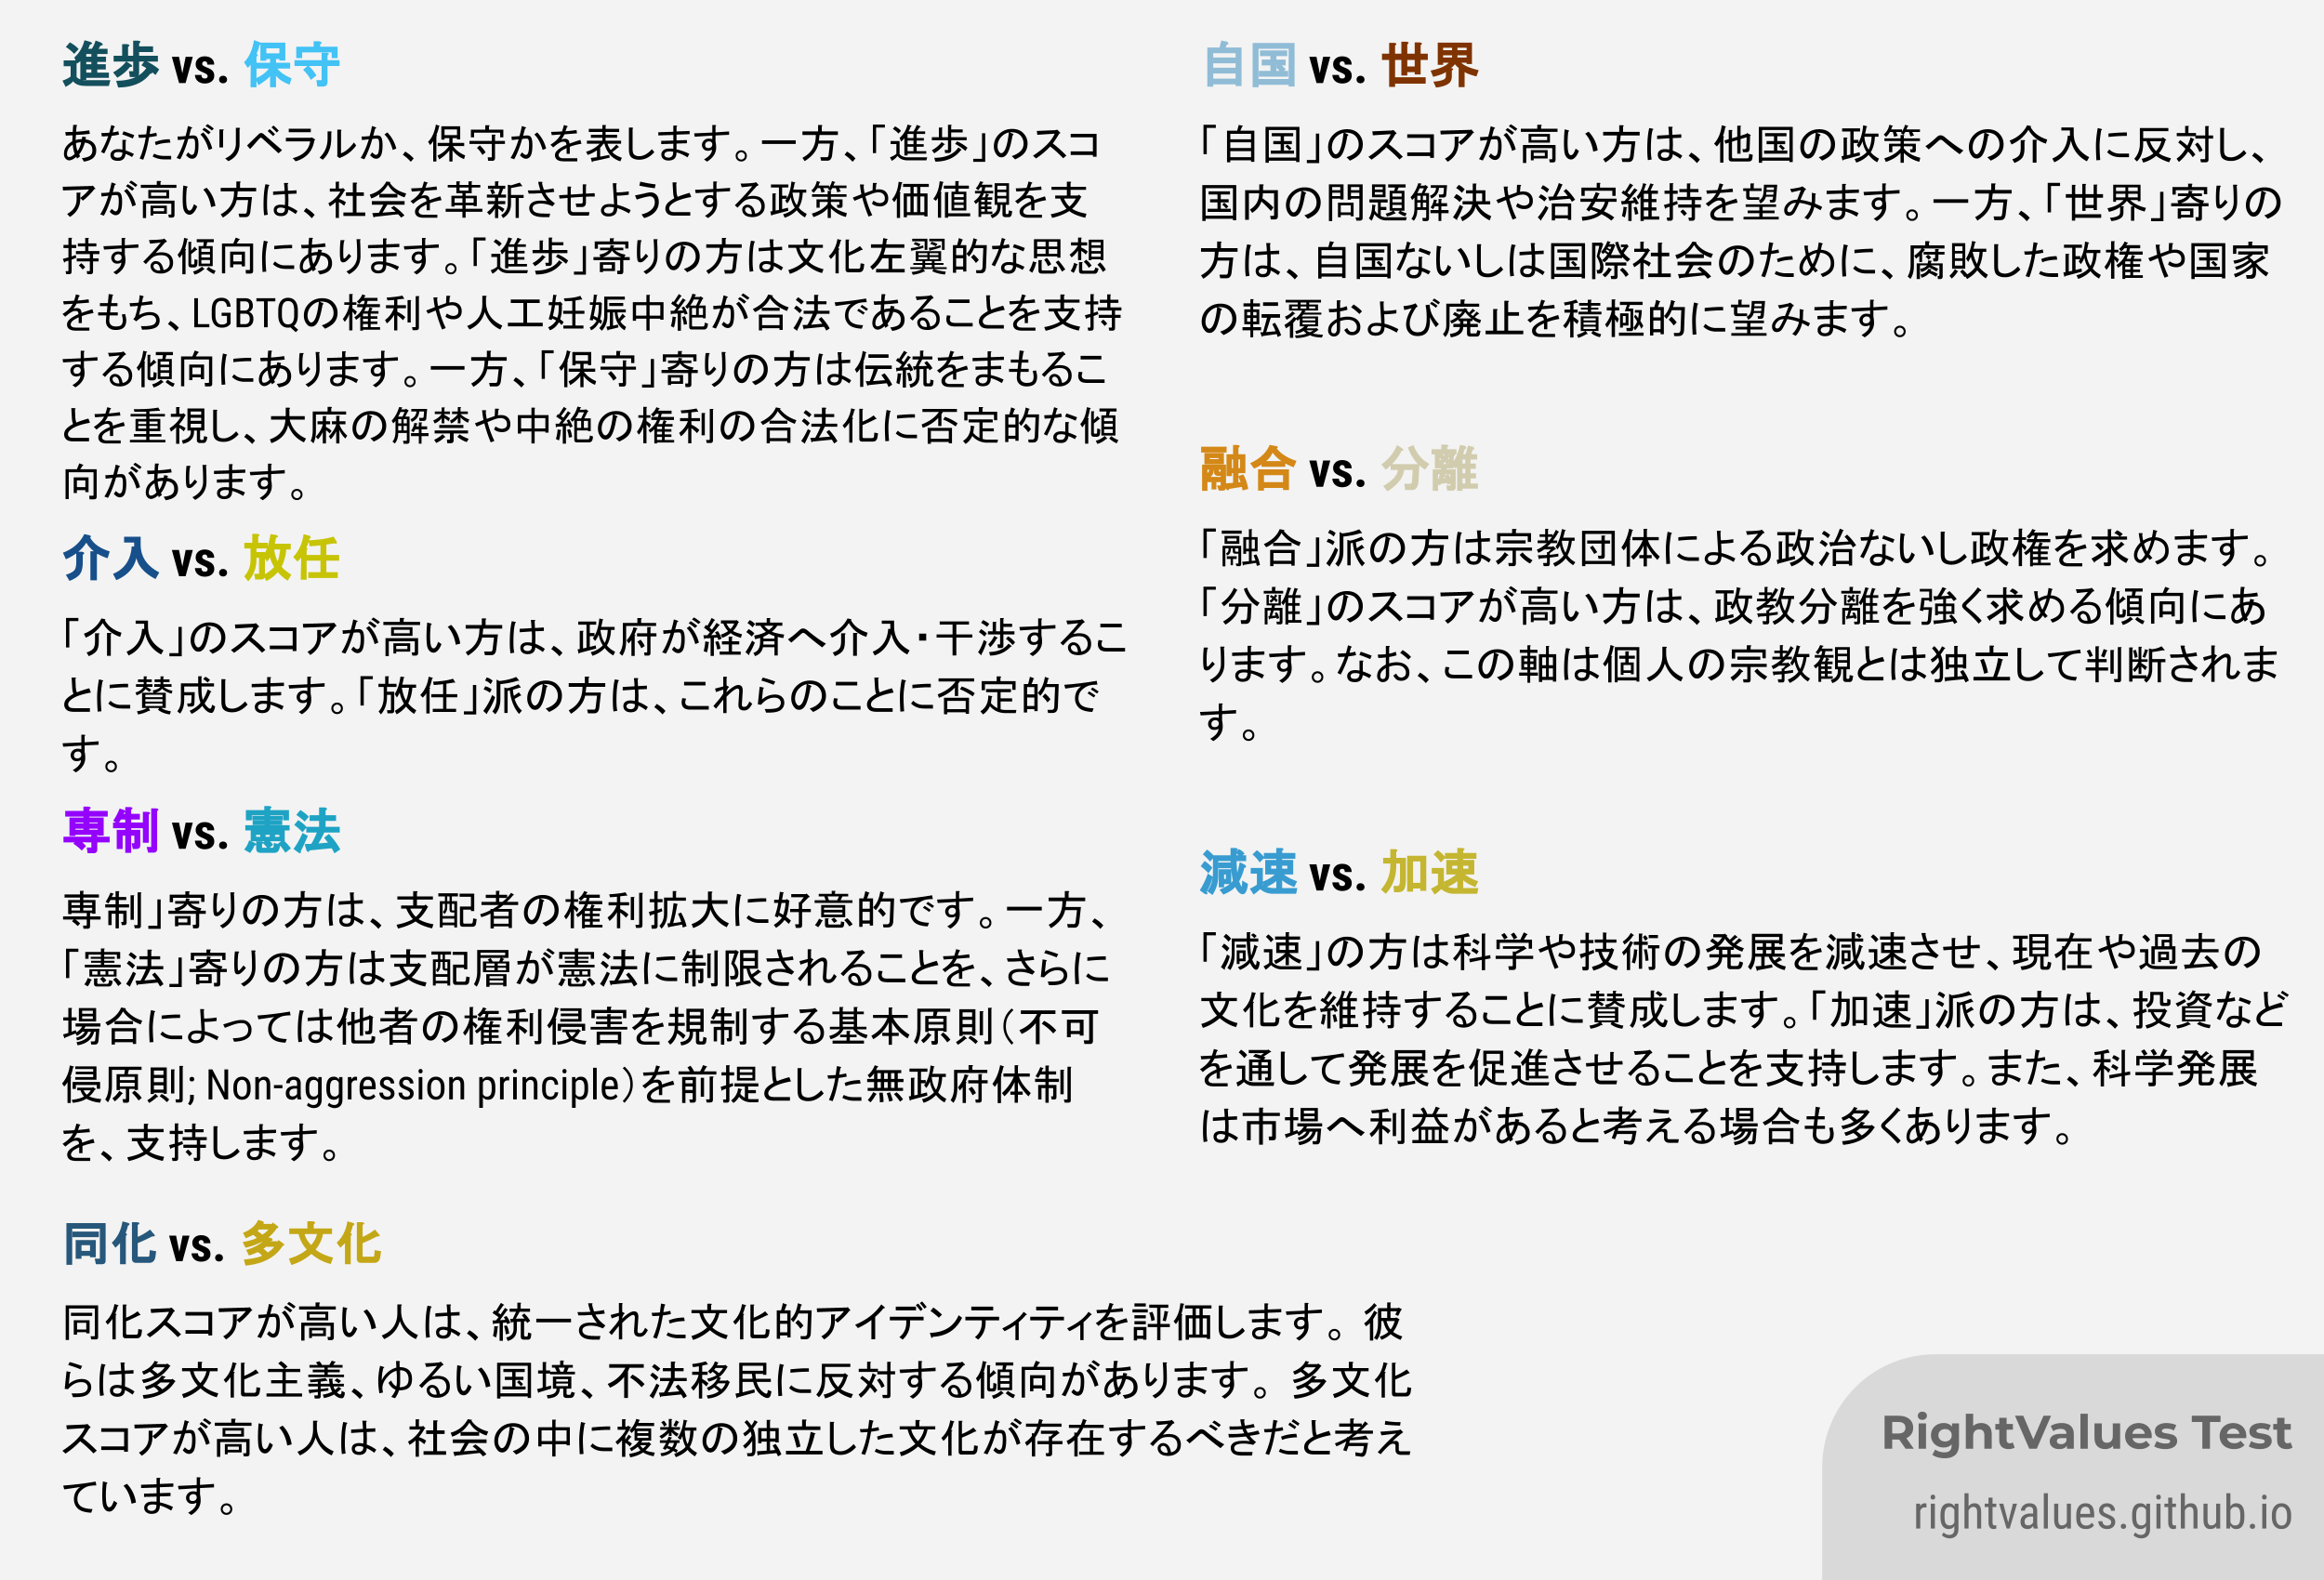 進歩 vs. 保守
あなたがリベラルか、保守かを表します。一方、「進歩」のスコ
アが高い方は、社会を革新させようとする政策や価値観を支
持する傾向にあります。「進歩」寄りの方は文化左翼的な思想
をもち、LGBTQの権利や人工妊娠中絶が合法であることを支持
する傾向にあります。一方、「保守」寄りの方は伝統をまもるこ
とを重視し、大麻の解禁や中絶の権利の合法化に否定的な傾
向があります。
介入 vs. 放任
「介入」のスコアが高い方は、政府が経済へ介入・干渉するこ
とに賛成します。「放任」派の方は、これらのことに否定的で
す。
専制 vs. 憲法
専制」寄りの方は、支配者の権利拡大に好意的です。一方、
「憲法」寄りの方は支配層が憲法に制限されることを、さらに
場合によっては他者の権利侵害を規制する基本原則（不可
侵原則; Non-aggression principle）を前提とした無政府体制
を、支持します。
同化 vs. 多文化
同化スコアが高い人は、統一された文化的アイデンティティを評価します。彼
らは多文化主義、ゆるい国境、不法移民に反対する傾向があります。多文化
スコアが高い人は、社会の中に複数の独立した文化が存在するべきだと考え
ています。
自国 vs. 世界
「自国」のスコアが高い方は、他国の政策への介入に反対し、
国内の問題解決や治安維持を望みます。一方、「世界」寄りの
方は、自国ないしは国際社会のために、腐敗した政権や国家
の転覆および廃止を積極的に望みます。
融合 vs. 分離
「融合」派の方は宗教団体による政治ないし政権を求めます。
「分離」のスコアが高い方は、政教分離を強く求める傾向にあ
ります。なお、この軸は個人の宗教観とは独立して判断されま
す。
減速 vs. 加速
「減速」の方は科学や技術の発展を減速させ、現在や過去の
文化を維持することに賛成します。「加速」派の方は、投資など
を通して発展を促進させることを支持します。また、科学発展
は市場へ利益があると考える場合も多くあります。
RightValues Test
rightvalues.github.io